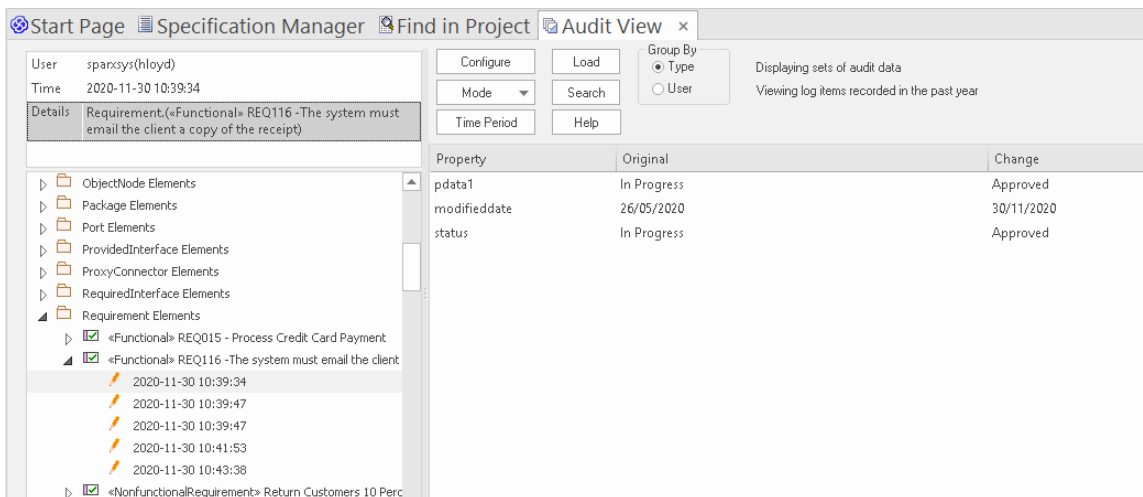 Start Page Specification Manager Find in Project Audit View ×
User sparxsys(hloyd)
Time 2020-11-30 10:39:34
Details Requirement.(«Functional» REQ116 -The system must
email the client a copy of the receipt)
Configure Load
Mode Search
Time Period Help
Group By
Type
User
Displaying sets of audit data
Viewing log items recorded in the past year
ObjectNode Elements
Package Elements
Port Elements
ProvidedInterface Elements
ProxyConnector Elements
RequiredInterface Elements
Requirement Elements
«Functional» REQ015 - Process Credit Card Payment
«Functional» REQ116 -The system must email the client
2020-11-30 10:39:34
2020-11-30 10:39:47
2020-11-30 10:39:47
2020-11-30 10:41:53
2020-11-30 10:43:38
«NonfunctionalRequirement» Return Customers 10 Perc
Property Original Change
pdata1 In Progress Approved
modifieddate 26/05/2020 30/11/2020
status In Progress Approved